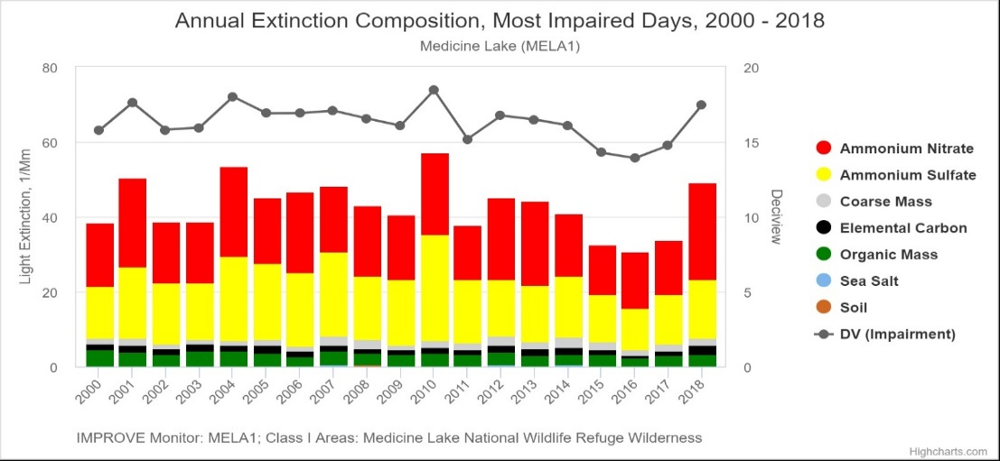 Annual Extinction Composition, Most Impaired Days, 2000 - 2018
Medicine Lake (MELA1)
80
60
40
20
0
Light Extinction, 1/Mm
20
15
10
5
0
Deciview
2000
2001
2002
2003
2004
2005
2006
2007
2008
2009
2010
2011
2012
2013
2014
2015
2016
2017
2018
Ammonium Nitrate
Ammonium Sulfate
Coarse Mass
Elemental Carbon
Organic Mass
Sea Salt
Soil
DV (Impairment)
IMPROVE Monitor: MELA1; Class I Areas: Medicine Lake National Wildlife Refuge Wilderness
Highcharts.com